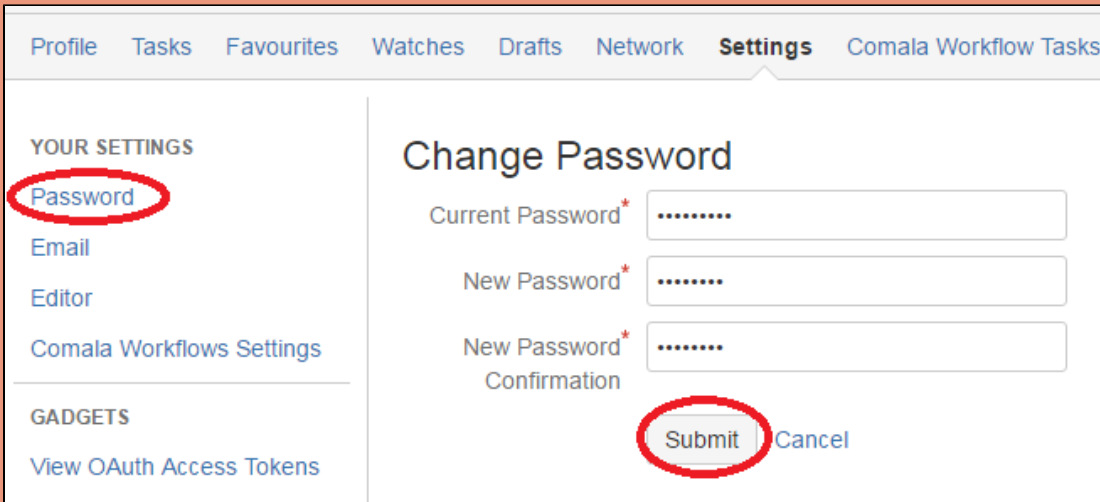 Profile Tasks Favourites Watches Drafts Network Settings Comala Workflow Tasks
YOUR SETTINGS
Password
Email
Editor
Comala Workflows Settings
GADGETS
View OAuth Access Tokens
Change Password
Current Password* •••••••••
New Password* ••••••••
New Password* ••••••••
Confirmation
Submit Cancel